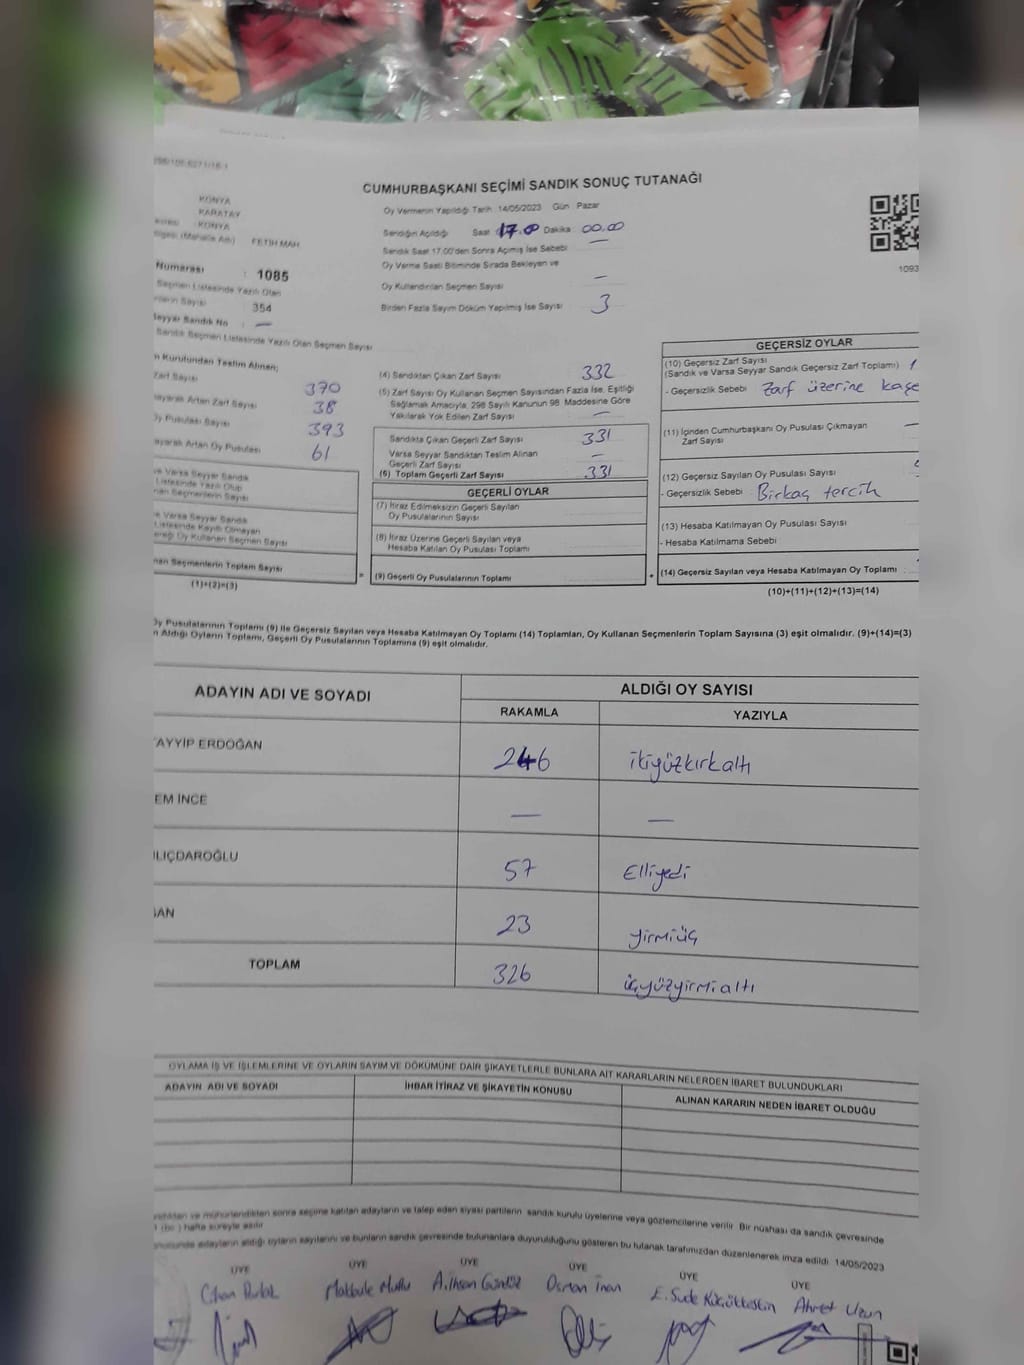 CUMHURBAŞKANI SEÇİMİ SANDIK SONUÇ TUTANAĞI
KONYA
KARATAY
KONYA
(Mahalle Adı) FETİH MAH
Numarası : 1085
Seçmen Listesinde Yazılı Olan
Sayısı 354
Seyyar Sandık No : —
Sandık Seçmen Listesinde Yazılı Olan Seçmen Sayısı
Oy Vermenin Yapıldığı Tarih :14/05/2023 Gün Pazar
Sandığın Açıldığı Saat 17.00 Dakika : 00.00
Sandık Saat 17:00'den Sonra Açımış İse Sebebi —
Oy Verme Saati Bitiminde Sırada Bekleyen ve
Oy Kullandırılan Seçmen Sayısı —
Birden Fazla Sayım Döküm Yapılmış İse Sayısı 3
1093
Kurulundan Teslim Alınan;
Zarf Sayısı 370
Artan Zarf Sayısı 38
Oy Pusulası Sayısı 393
Artan Oy Pusulası 61
ve Varsa Seyyar Sandık
Listesinde Yazılı Olup
Seçmenlerin Sayısı
ve Varsa Seyyar Sandık
Listesinde Kayıtlı Olmayan
Oy Kullanan Seçmen Sayısı
Seçmenlerin Toplam Sayısı
(1)+(2)=(3)
(4) Sandıktan Çıkan Zarf Sayısı 332
(5) Zarf Sayısı Oy Kullanan Seçmen Sayısından Fazla İse, Eşitliği
Sağlamak Amacıyla, 298 Sayılı Kanunun 98. Maddesine Göre
Yakılarak Yok Edilen Zarf Sayısı —
Sandıkta Çıkan Geçerli Zarf Sayısı 331
Varsa Seyyar Sandıktan Teslim Alınan
Geçerli Zarf Sayısı —
(6) Toplam Geçerli Zarf Sayısı 331
GEÇERLİ OYLAR
(7) İtiraz Edilmeksizin Geçerli Sayılan
Oy Pusulalarının Sayısı
(8) İtiraz Üzerine Geçerli Sayılan veya
Hesaba Katılan Oy Pusulası Toplamı
= (9) Geçerli Oy Pusulalarının Toplamı
GEÇERSİZ OYLAR
(10) Geçersiz Zarf Sayısı
(Sandık ve Varsa Seyyar Sandık Geçersiz Zarf Toplamı) 1
- Geçersizlik Sebebi Zarf üzerine kaşe
(11) İçinden Cumhurbaşkanı Oy Pusulası Çıkmayan
Zarf Sayısı —
(12) Geçersiz Sayılan Oy Pusulası Sayısı
- Geçersizlik Sebebi Birkaç tercih
(13) Hesaba Katılmayan Oy Pusulası Sayısı
- Hesaba Katılmama Sebebi
+ (14) Geçersiz Sayılan veya Hesaba Katılmayan Oy Toplamı
(10)+(11)+(12)+(13)=(14)
Oy Pusulalarının Toplamı (9) ile Geçersiz Sayılan veya Hesaba Katılmayan Oy Toplamı (14) Toplamları, Oy Kullanan Seçmenlerin Toplam Sayısına (3) eşit olmalıdır. (9)+(14)=(3)
Aldığı Oyların Toplamı, Geçerli Oy Pusulalarının Toplamına (9) eşit olmalıdır.
ADAYIN ADI VE SOYADI ALDIĞI OY SAYISI
RAKAMLA YAZIYLA
AYYİP ERDOĞAN 246 ikiyüzkırkaltı
EM İNCE — —
ILIÇDAROĞLU 57 Elliyedi
ĞAN 23 yirmiüç
TOPLAM 326 üçyüzyirmialtı
OYLAMA İŞ VE İŞLEMLERİNE VE OYLARIN SAYIM VE DÖKÜMÜNE DAİR ŞİKAYETLERLE BUNLARA AİT KARARLARIN NELERDEN İBARET BULUNDUKLARI
ADAYIN ADI VE SOYADI İHBAR İTİRAZ VE ŞİKAYETİN KONUSU ALINAN KARARIN NEDEN İBARET OLDUĞU
ve mühürlendikten sonra seçime katılan adayların ve talep eden siyasi partilerin sandık kurulu üyelerine veya gözlemcilerine verilir. Bir nüshası da sandık çevresinde
hafta süreyle asılır
adayların aldığı oyların sayılarını ve bunların sandık çevresinde bulunanlara duyurulduğunu gösteren bu tutanak tarafımızdan düzenlenerek imza edildi. 14/05/2023
ÜYE ÜYE ÜYE ÜYE ÜYE ÜYE
Makbule Mutlu A.İhsan Osman İnan E. Sude Ahmet Uzun